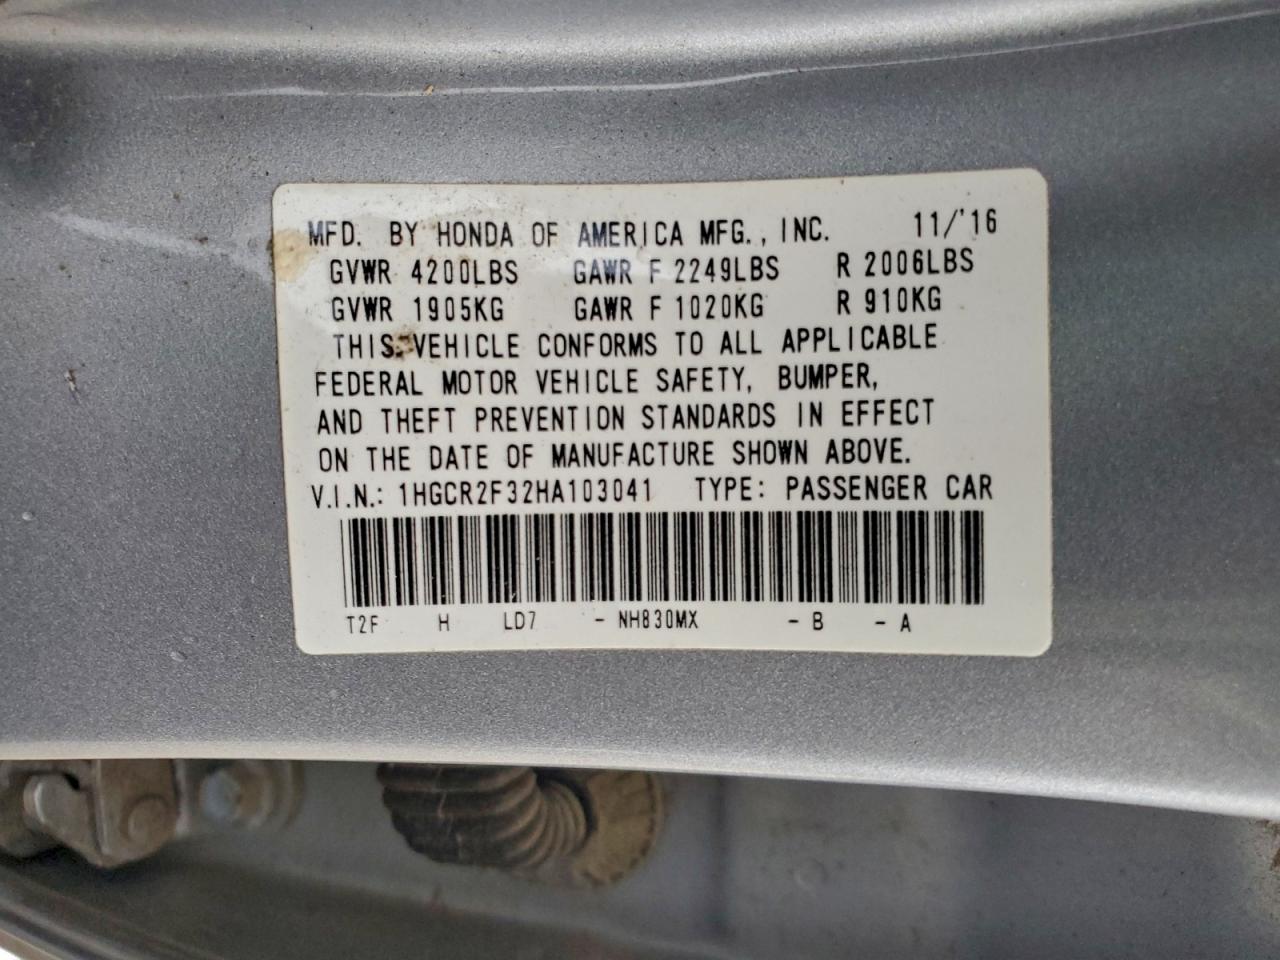 MFD. BY HONDA OF AMERICA MFG., INC. 11/'16
GVWR 4200LBS GAWR F 2249LBS R 2006LBS
GVWR 1905KG GAWR F 1020KG R 910KG
THIS VEHICLE CONFORMS TO ALL APPLICABLE
FEDERAL MOTOR VEHICLE SAFETY, BUMPER,
AND THEFT PREVENTION STANDARDS IN EFFECT
ON THE DATE OF MANUFACTURE SHOWN ABOVE.
V.I.N.: 1HGCR2F32HA103041 TYPE: PASSENGER CAR
T2F H LD7 - NH830MX - B - A